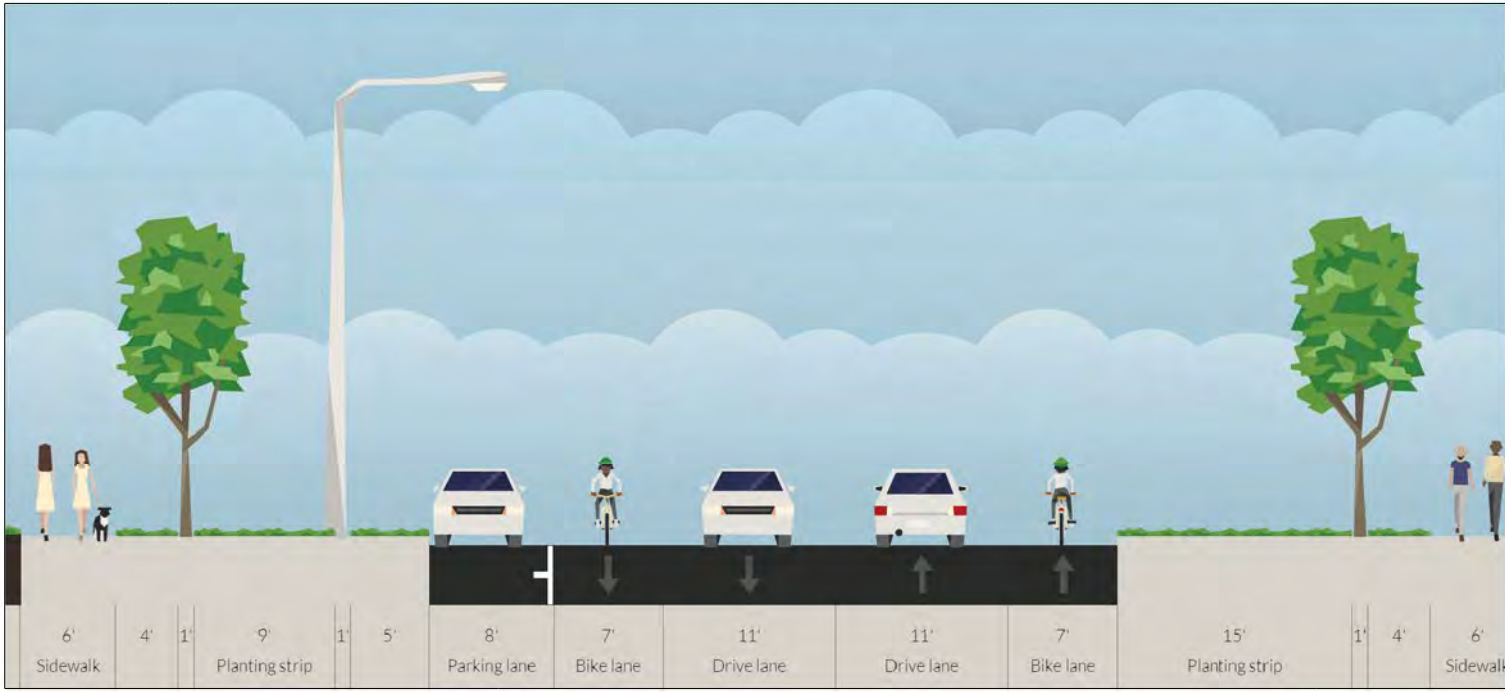 6' 4' 1' 9' 1' 5' 8' 7' 11' 11' 7' 15' 1' 4' 6'
Sidewalk Planting strip Parking lane Bike lane Drive lane Drive lane Bike lane Planting strip Sidewalk